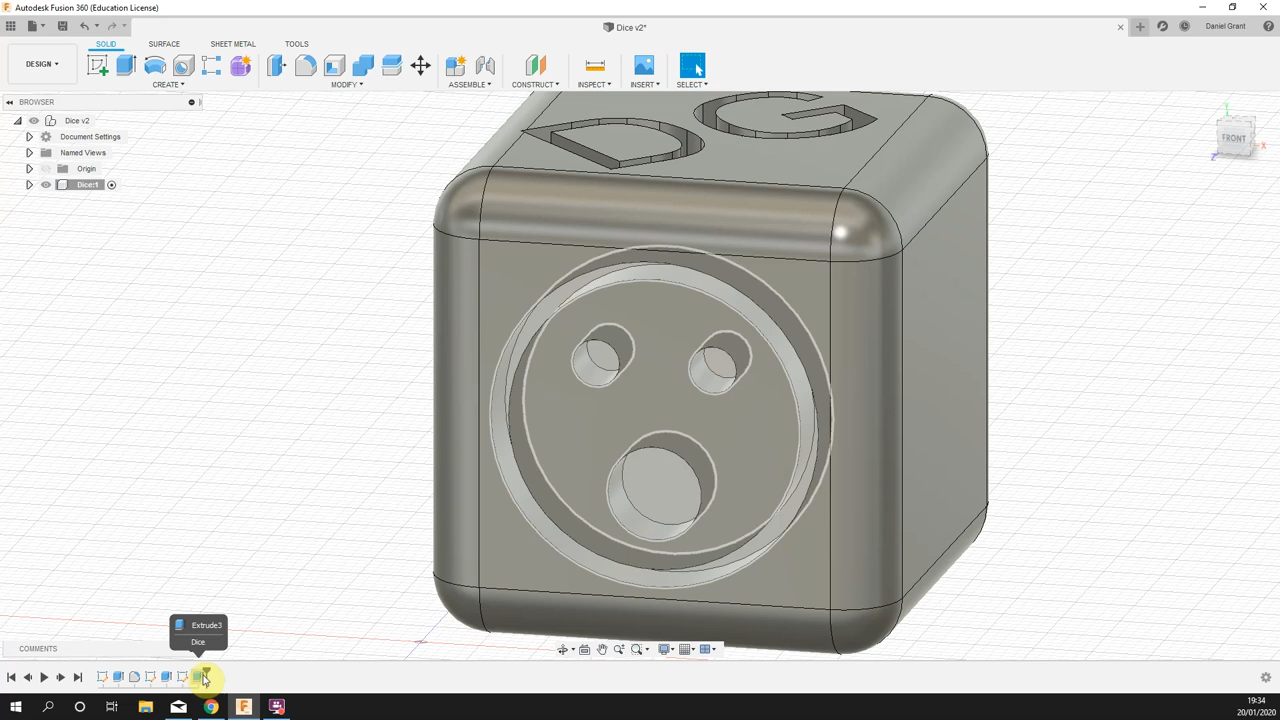 Autodesk Fusion 360 (Education License)
Dice v2*
Daniel Grant
DESIGN
SOLID
SURFACE
SHEET METAL
TOOLS
CREATE
MODIFY
ASSEMBLE
CONSTRUCT
INSPECT
INSERT
SELECT
BROWSER
Dice v2
Document Settings
Named Views
Origin
Dice:1
D G
Y
FRONT
X
Z
Extrude3
Dice
COMMENTS
19:34
20/01/2020